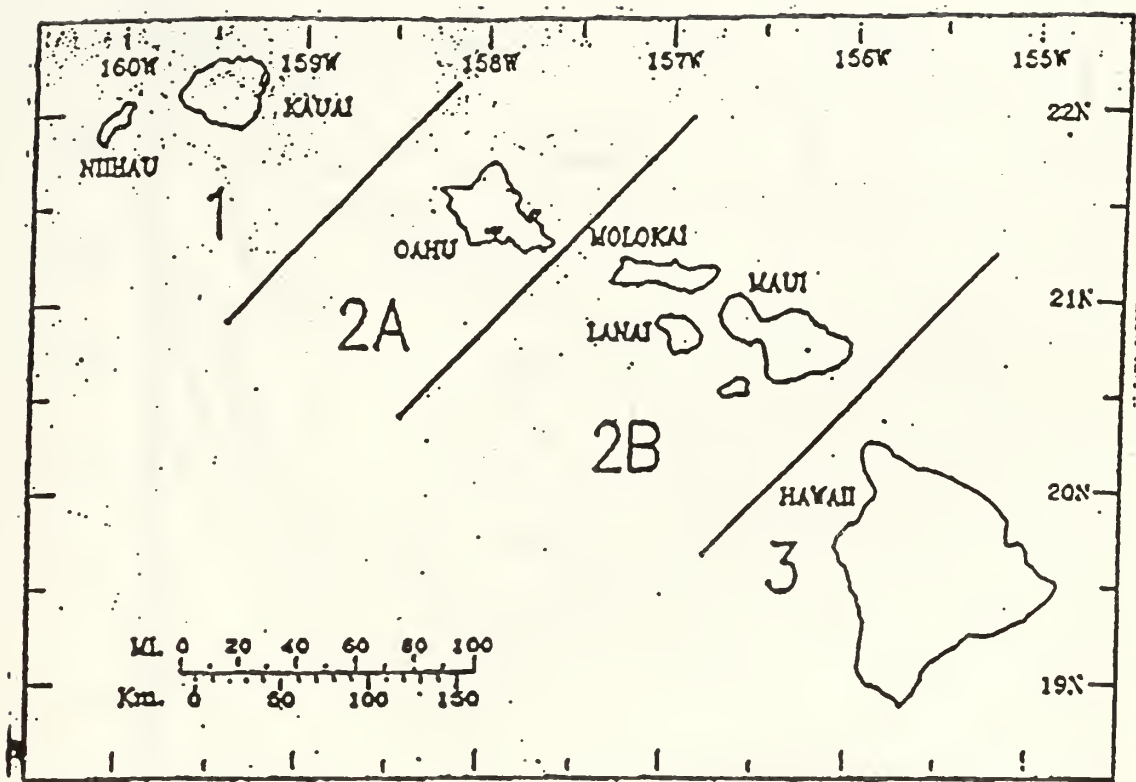 160W 159W 158W 157W 156W 155W
KAUAI
22N
NIIHAU
1
OAHU
MOLOKAI
MAUI
21N
2A
LANAI
2B
HAWAII
20N
3
MI. 0 20 40 60 80 100
Km. 0 50 100 150
19N